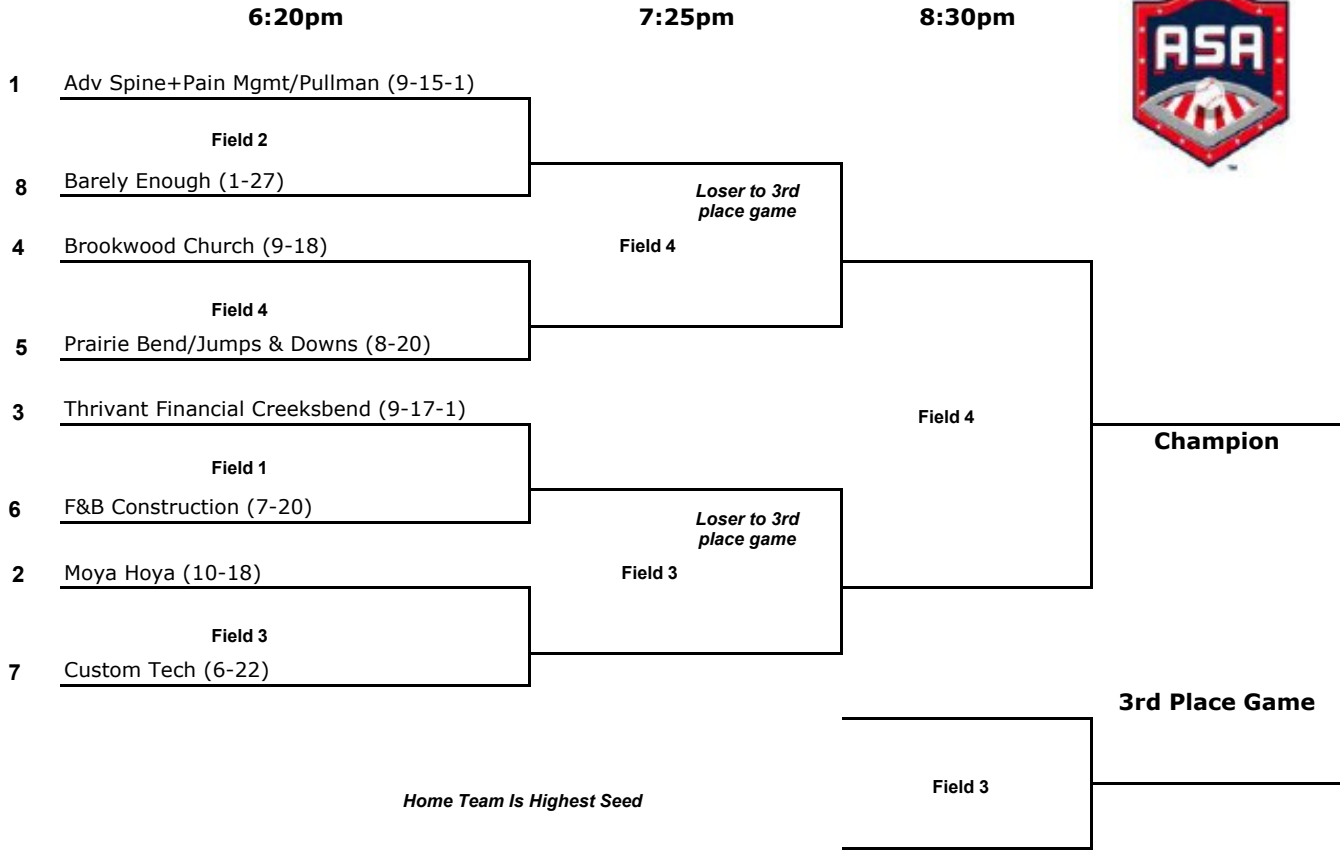 6:20pm 7:25pm 8:30pm
ASA
1 Adv Spine+Pain Mgmt/Pullman (9-15-1)
Field 2
8 Barely Enough (1-27)
Loser to 3rd
place game
4 Brookwood Church (9-18)
Field 4
Field 4
5 Prairie Bend/Jumps & Downs (8-20)
3 Thrivant Financial Creeksbend (9-17-1)
Field 4
Champion
Field 1
6 F&B Construction (7-20)
Loser to 3rd
place game
2 Moya Hoya (10-18)
Field 3
Field 3
7 Custom Tech (6-22)
3rd Place Game
Field 3
Home Team Is Highest Seed